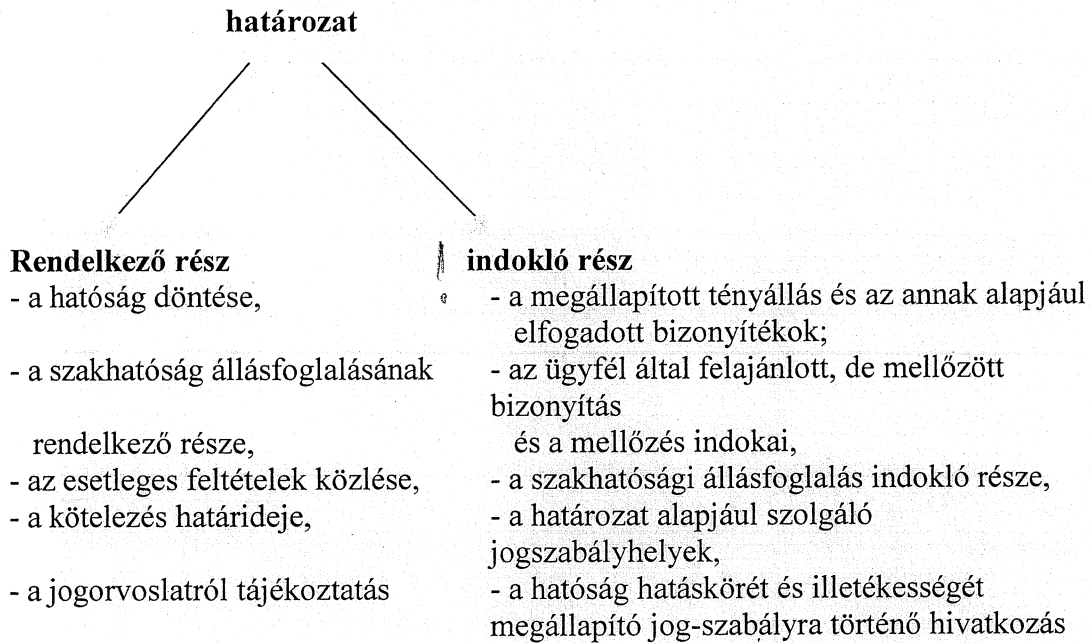 határozat
Rendelkező rész
- a hatóság döntése,
- a szakhatóság állásfoglalásának
rendelkező része,
- az esetleges feltételek közlése,
- a kötelezés határideje,
- a jogorvoslatról tájékoztatás
indokló rész
- a megállapított tényállás és az annak alapjául
elfogadott bizonyítékok;
- az ügyfél által felajánlott, de mellőzött
bizonyítás
és a mellőzés indokai,
- a szakhatósági állásfoglalás indokló része,
- a határozat alapjául szolgáló
jogszabályhelyek,
- a hatóság hatáskörét és illetékességét
megállapító jog-szabályra történő hivatkozás